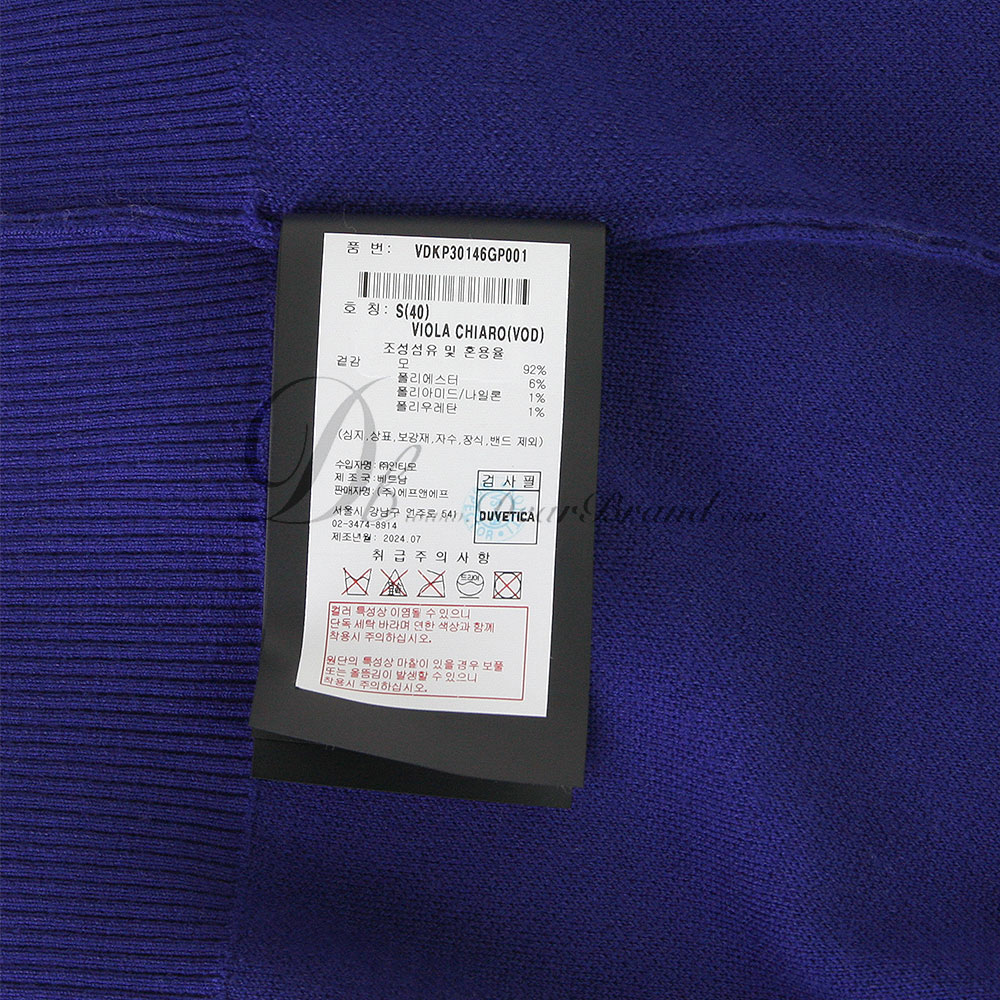 품 번: VDKP30146GP001
호 칭: S(40)
VIOLA CHIARO(VOD)
조성섬유 및 혼용율
겉감 모 92%
폴리에스터 6%
폴리아미드/나일론 1%
폴리우레탄 1%
(심지,상표,보강재,자수,장식,밴드 제외)
수입자명: ㈜인티모
제 조 국: 베트남
판매자명: (주)에프앤에프
서울시 강남구 언주로 541
02-3474-8914
제조년월: 2024.07
검 사 필
DUVETICA
취 급 주 의 사 항
드라이
컬러 특성상 이염될 수 있으니
단독 세탁 바라며 연한 색상과 함께
착용시 주의하십시오.
원단의 특성상 마찰이 있을 경우 보풀
또는 올뜯김이 발생할 수 있으니
착용시 주의하십시오.
www.DearBrand.com